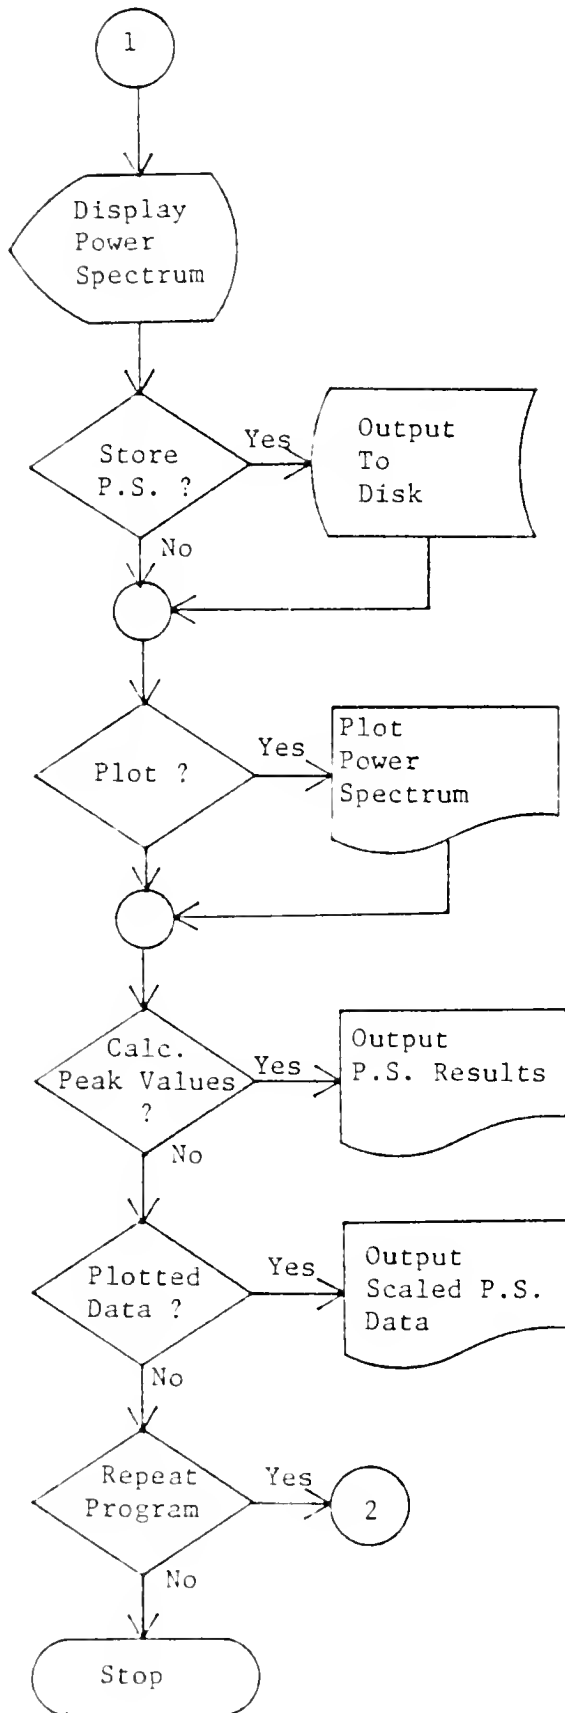 1
Display
Power
Spectrum
Store
P.S. ?
Yes
Output
To
Disk
No
Plot ?
Yes
Plot
Power
Spectrum
Calc.
Peak Values
?
Yes
Output
P.S. Results
No
Plotted
Data ?
Yes
Output
Scaled P.S.
Data
No
Repeat
Program
Yes
2
No
Stop